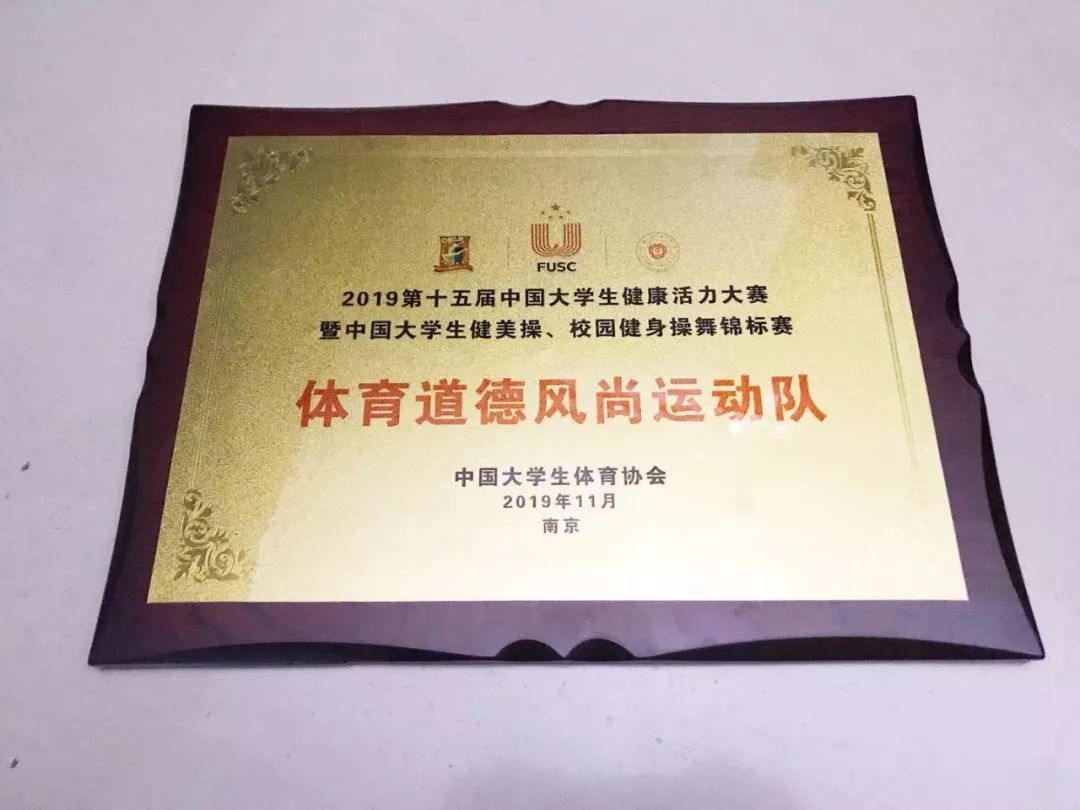 FUSC
2019第十五届中国大学生健康活力大赛
暨中国大学生健美操、校园健身操舞锦标赛
体育道德风尚运动队
中国大学生体育协会
2019年11月
南京